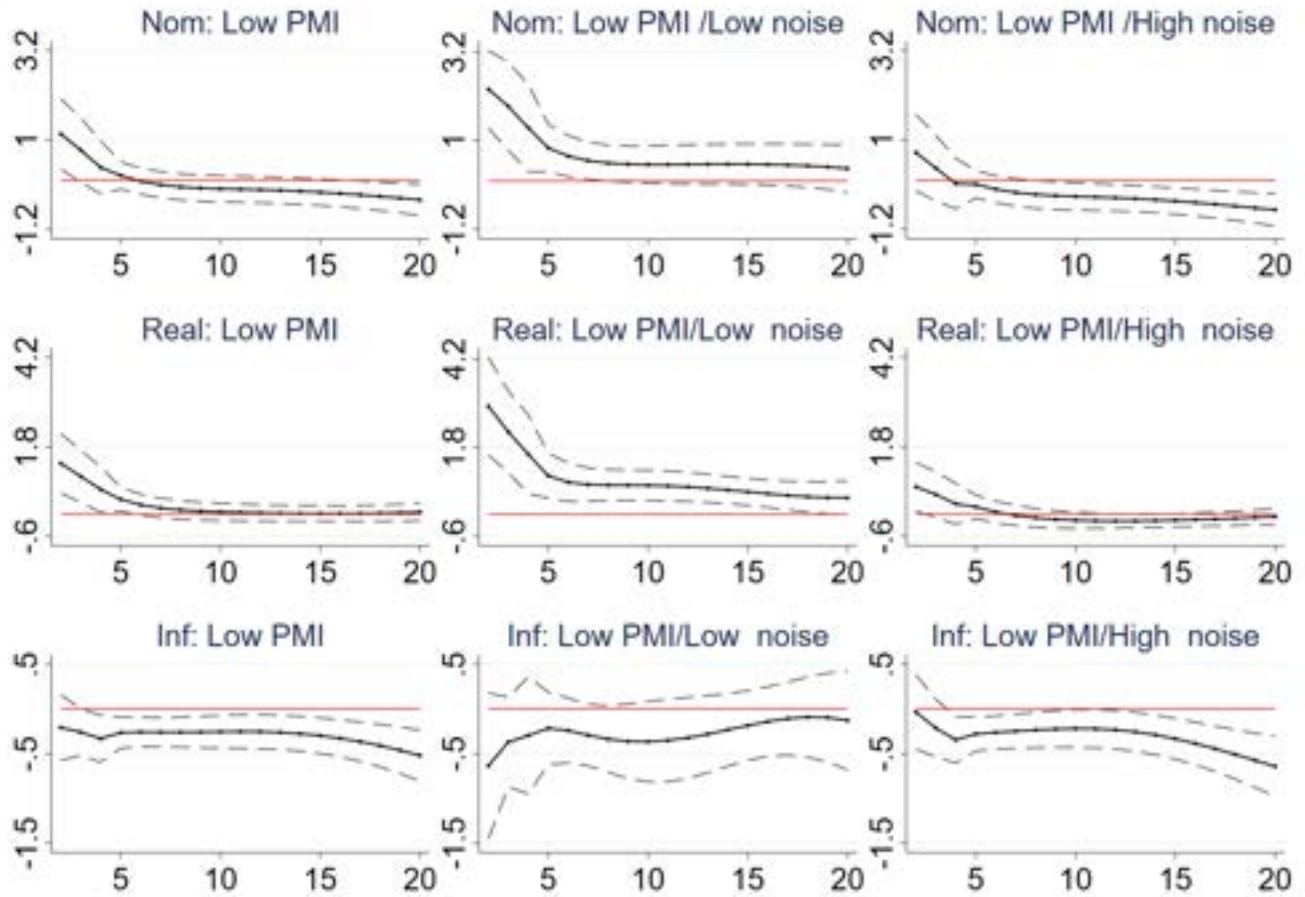 Nom: Low PMI
3.2
1
-1.2
5 10 15 20
Nom: Low PMI /Low noise
3.2
1
-1.2
5 10 15 20
Nom: Low PMI /High noise
3.2
1
-1.2
5 10 15 20
Real: Low PMI
4.2
1.8
-.6
5 10 15 20
Real: Low PMI/Low noise
4.2
1.8
-.6
5 10 15 20
Real: Low PMI/High noise
4.2
1.8
-.6
5 10 15 20
Inf: Low PMI
.5
-.5
-1.5
5 10 15 20
Inf: Low PMI/Low noise
.5
-.5
-1.5
5 10 15 20
Inf: Low PMI/High noise
.5
-.5
-1.5
5 10 15 20